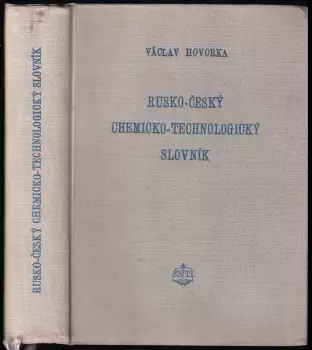 RUSKO-ČESKÝ CHEMICKO-TECHNOLOGICKÝ SLOVNÍK
VÁCLAV HOVORKA
RUSKO-ČESKÝ
CHEMICKO-TECHNOLOGICKÝ
SLOVNÍK
SNTL